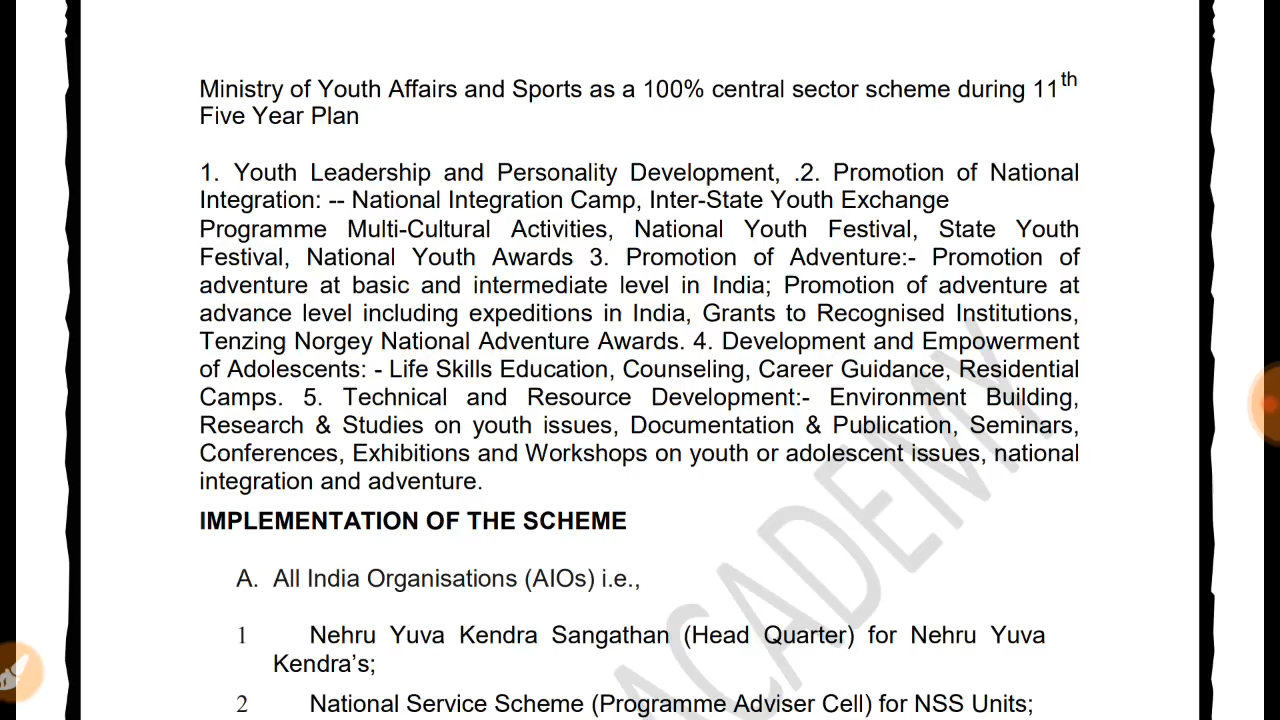 Ministry of Youth Affairs and Sports as a 100% central sector scheme during 11th
Five Year Plan
1. Youth Leadership and Personality Development, .2. Promotion of National
Integration: -- National Integration Camp, Inter-State Youth Exchange
Programme Multi-Cultural Activities, National Youth Festival, State Youth
Festival, National Youth Awards 3. Promotion of Adventure:- Promotion of
adventure at basic and intermediate level in India; Promotion of adventure at
advance level including expeditions in India, Grants to Recognised Institutions,
Tenzing Norgey National Adventure Awards. 4. Development and Empowerment
of Adolescents: - Life Skills Education, Counseling, Career Guidance, Residential
Camps. 5. Technical and Resource Development:- Environment Building,
Research & Studies on youth issues, Documentation & Publication, Seminars,
Conferences, Exhibitions and Workshops on youth or adolescent issues, national
integration and adventure.
IMPLEMENTATION OF THE SCHEME
A. All India Organisations (AIOs) i.e.,
1 Nehru Yuva Kendra Sangathan (Head Quarter) for Nehru Yuva
Kendra's;
2 National Service Scheme (Programme Adviser Cell) for NSS Units;
ACADEMY